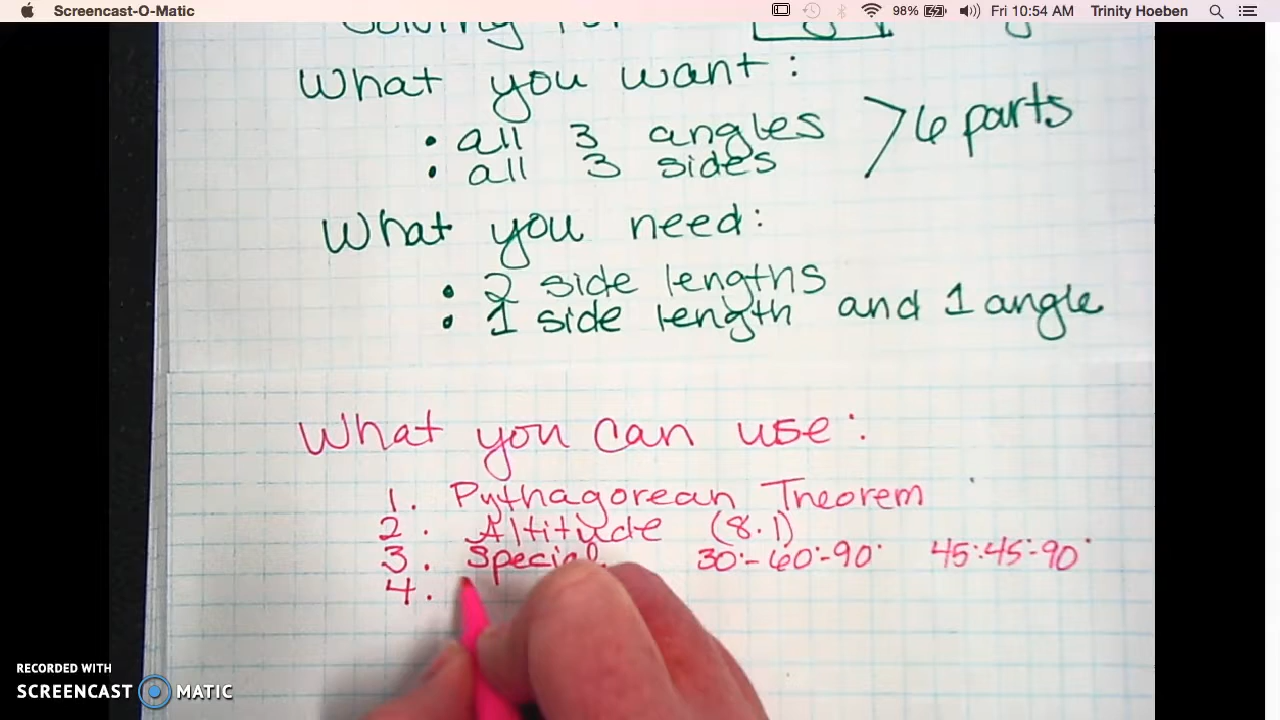 Screencast-O-Matic 98% Fri 10:54 AM Trinity Hoeben
Solving for
What you want:
• all 3 angles
• all 3 sides
6 parts
What you need:
• 2 side lengths
• 1 side length and 1 angle
What you can use:
1. Pythagorean Theorem
2. Altitude (8.1)
3. Special 30°-60°-90° 45°:45°-90°
4.
RECORDED WITH
SCREENCAST MATIC